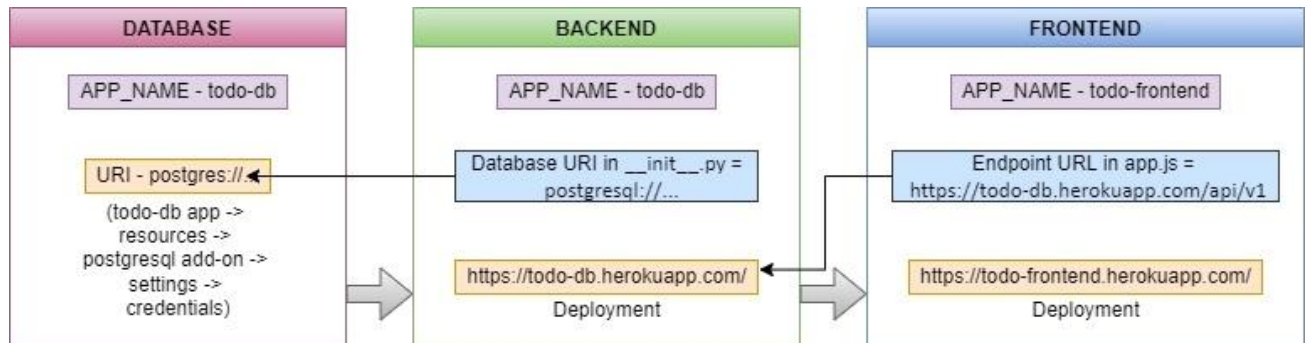 DATABASE
APP_NAME - todo-db
URI - postgres://...
(todo-db app ->
resources ->
postgresql add-on ->
settings ->
credentials)
BACKEND
APP_NAME - todo-db
Database URI in __init__.py =
postgresql://...
https://todo-db.herokuapp.com/
Deployment
FRONTEND
APP_NAME - todo-frontend
Endpoint URL in app.js =
https://todo-db.herokuapp.com/api/v1
https://todo-frontend.herokuapp.com/
Deployment